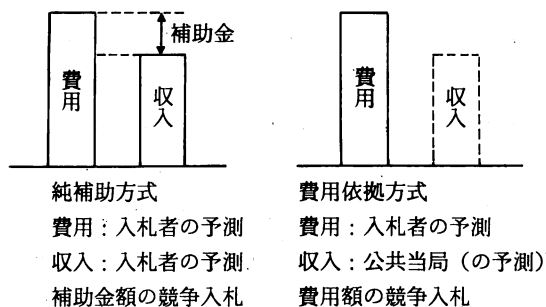 補助金
費用
収入
費用
収入
純補助方式
費用：入札者の予測
収入：入札者の予測
補助金額の競争入札
費用依拠方式
費用：入札者の予測
収入：公共当局（の予測）
費用額の競争入札